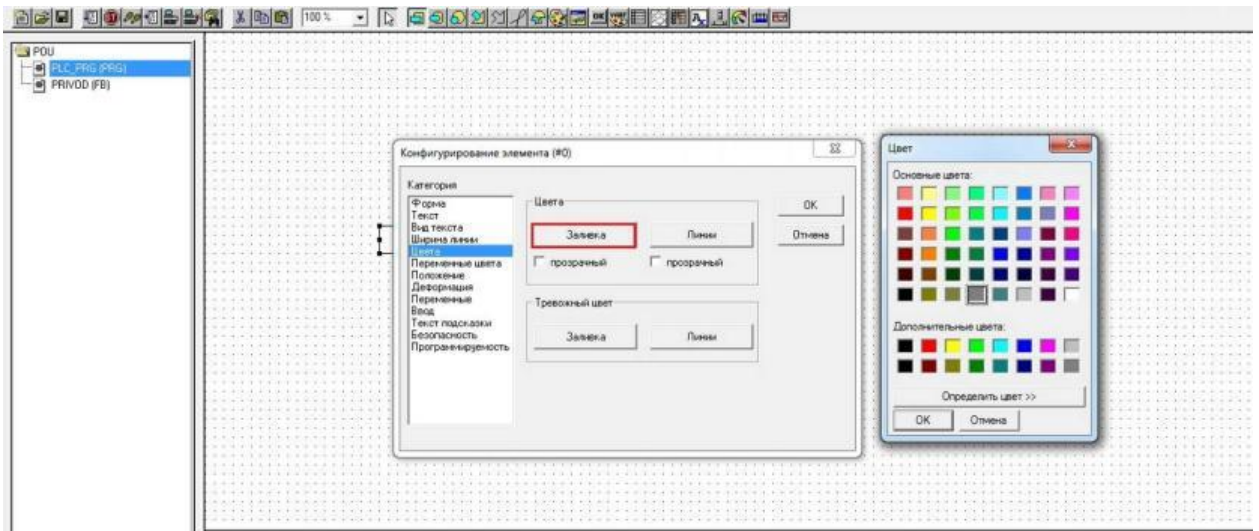 100 %
POU
PLC_PRG (PRG)
PRIVOD (FB)
Конфигурирование элемента (#0)
Категория
Форма
Текст
Вид текста
Ширина линии
Цвета
Переменные цвета
Положение
Деформация
Переменные
Ввод
Текст подсказки
Безопасность
Программируемость
Цвета
Заливка
Линии
прозрачный
прозрачный
Тревожный цвет
Заливка
Линии
OK
Отмена
Цвет
Основные цвета:
Дополнительные цвета:
Определить цвет >>
OK
Отмена